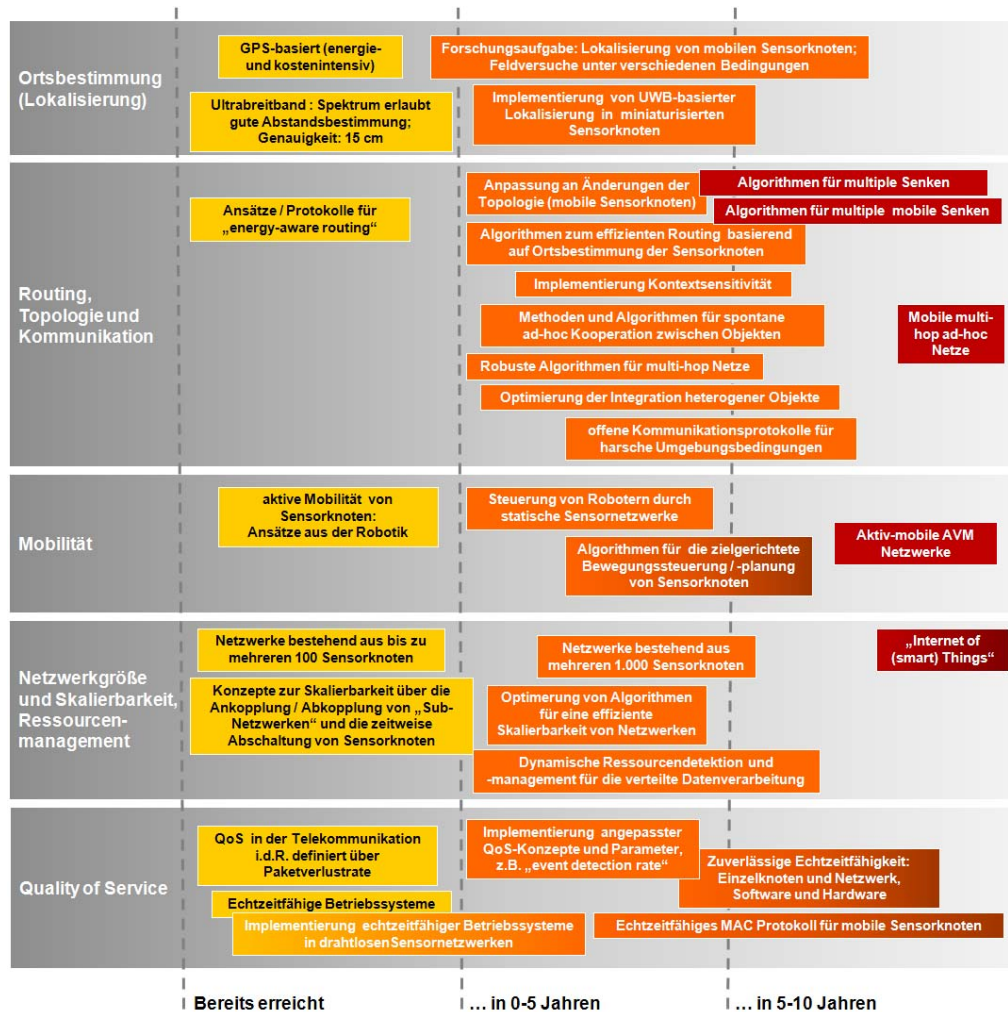 Ortsbestimmung
(Lokalisierung)
GPS-basiert (energie-
und kostenintensiv)
Forschungsaufgabe: Lokalisierung von mobilen Sensorknoten;
Feldversuche unter verschiedenen Bedingungen
Ultrabreitband : Spektrum erlaubt
gute Abstandsbestimmung;
Genauigkeit: 15 cm
Implementierung von UWB-basierter
Lokalisierung in miniaturisierten
Sensorknoten
Routing,
Topologie und
Kommunikation
Ansätze / Protokolle für
„energy-aware routing“
Anpassung an Änderungen der
Topologie (mobile Sensorknoten)
Algorithmen für multiple Senken
Algorithmen für multiple mobile Senken
Algorithmen zum effizienten Routing basierend
auf Ortsbestimmung der Sensorknoten
Implementierung Kontextsensitivität
Methoden und Algorithmen für spontane
ad-hoc Kooperation zwischen Objekten
Mobile multi-
hop ad-hoc
Netze
Robuste Algorithmen für multi-hop Netze
Optimierung der Integration heterogener Objekte
offene Kommunikationsprotokolle für
harsche Umgebungsbedingungen
Mobilität
aktive Mobilität von
Sensorknoten:
Ansätze aus der Robotik
Steuerung von Robotern durch
statische Sensornetzwerke
Algorithmen für die zielgerichtete
Bewegungssteuerung / -planung
von Sensorknoten
Aktiv-mobile AVM
Netzwerke
Netzwerkgröße
und Skalierbarkeit,
Ressourcen-
management
Netzwerke bestehend aus bis zu
mehreren 100 Sensorknoten
Netzwerke bestehend aus
mehreren 1.000 Sensorknoten
„Internet of
(smart) Things“
Konzepte zur Skalierbarkeit über die
Ankopplung / Abkopplung von „Sub-
Netzwerken“ und die zeitweise
Abschaltung von Sensorknoten
Optimerung von Algorithmen
für eine effiziente
Skalierbarkeit von Netzwerken
Dynamische Ressourcendetektion und
-management für die verteilte Datenverarbeitung
Quality of Service
QoS in der Telekommunikation
i.d.R. definiert über
Paketverlustrate
Implementierung angepasster
QoS-Konzepte und Parameter,
z.B. „event detection rate“
Zuverlässige Echtzeitfähigkeit:
Einzelknoten und Netzwerk,
Software und Hardware
Echtzeitfähige Betriebssysteme
Implementierung echtzeitfähiger Betriebssysteme
in drahtlosen Sensornetzwerken
Echtzeitfähiges MAC Protokoll für mobile Sensorknoten
Bereits erreicht
... in 0-5 Jahren
... in 5-10 Jahren